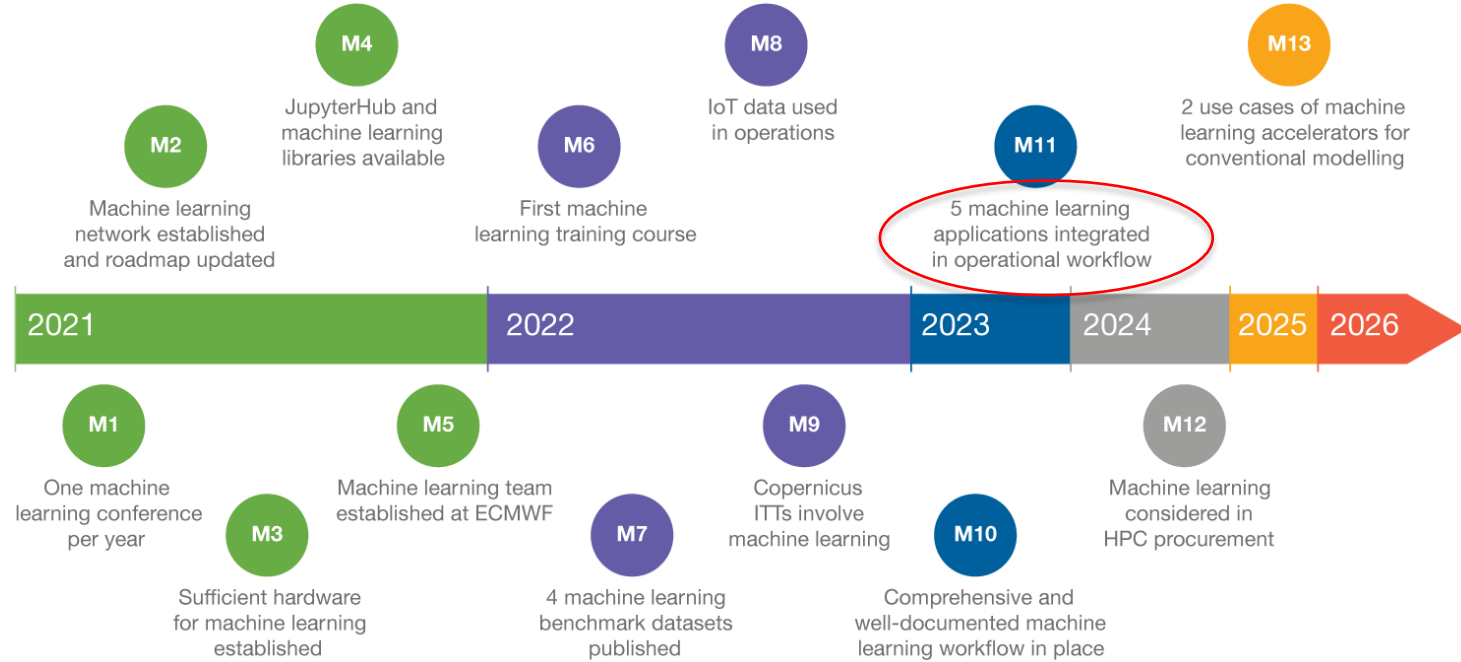 M4
JupyterHub and
machine learning
libraries available
M8
IoT data used
in operations
M13
2 use cases of machine
learning accelerators for
conventional modelling
M2
Machine learning
network established
and roadmap updated
M6
First machine
learning training course
M11
5 machine learning
applications integrated
in operational workflow
2021
2022
2023
2024
2025
2026
M1
One machine
learning conference
per year
M5
Machine learning team
established at ECMWF
M9
Copernicus
ITTs involve
machine learning
M12
Machine learning
considered in
HPC procurement
M3
Sufficient hardware
for machine learning
established
M7
4 machine learning
benchmark datasets
published
M10
Comprehensive and
well-documented machine
learning workflow in place